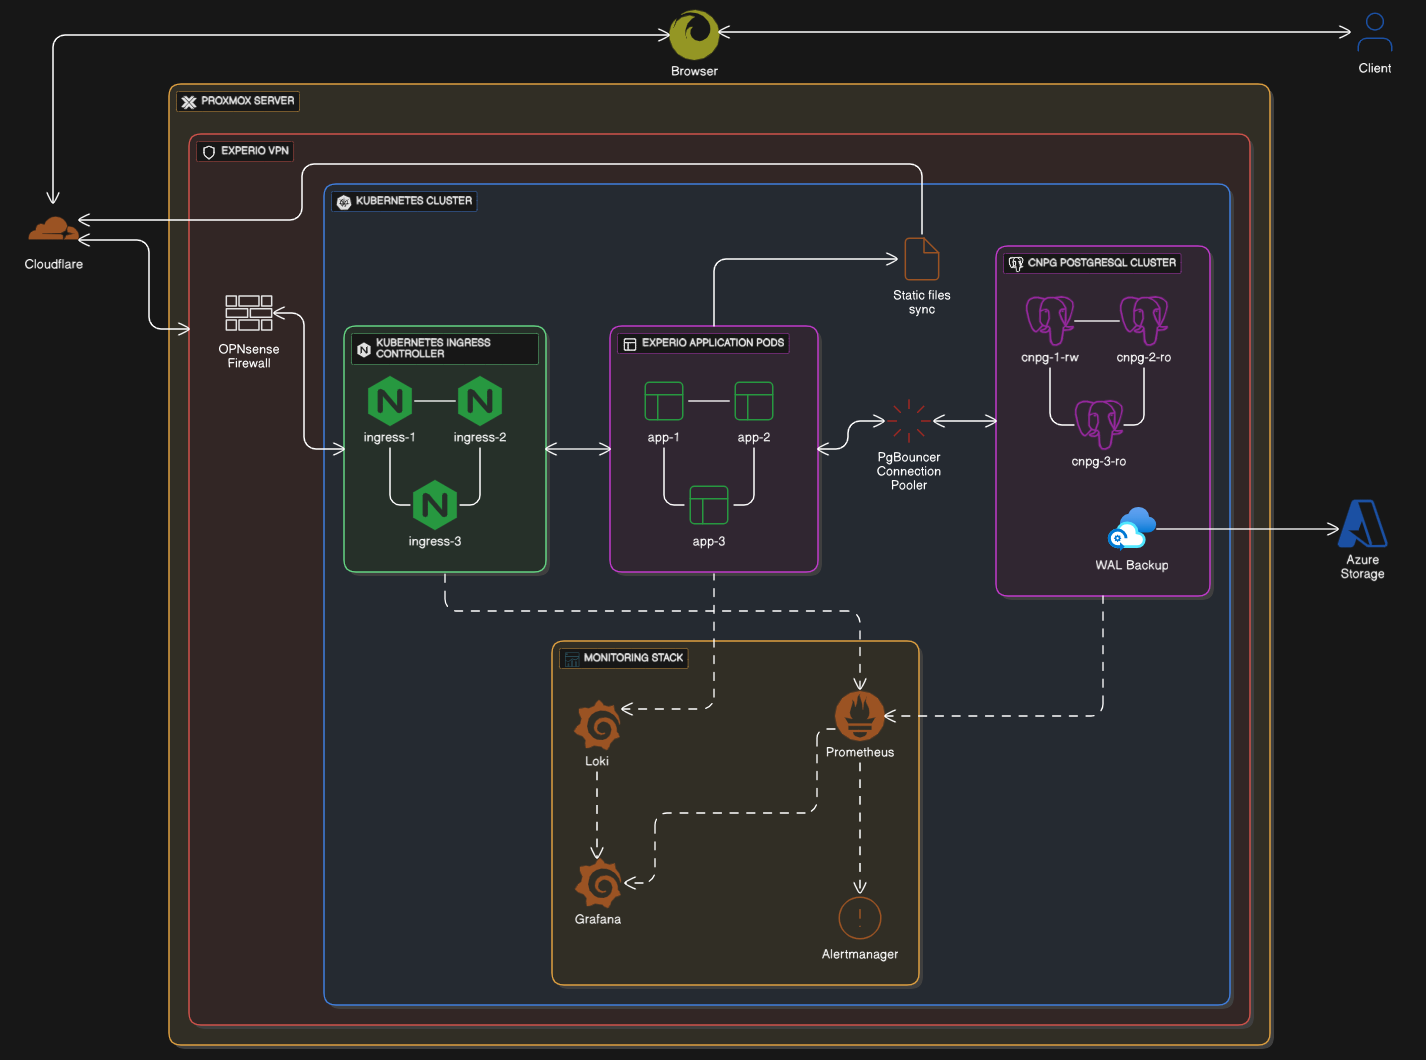 Browser
Client
PROXMOX SERVER
EXPERIO VPN
KUBERNETES CLUSTER
Cloudflare
Static files
sync
CNPG POSTGRESQL CLUSTER
OPNsense
Firewall
KUBERNETES INGRESS
CONTROLLER
EXPERIO APPLICATION PODS
cnpg-1-rw
cnpg-2-ro
ingress-1
ingress-2
app-1
app-2
PgBouncer
Connection
Pooler
cnpg-3-ro
ingress-3
app-3
WAL Backup
Azure
Storage
MONITORING STACK
Loki
Prometheus
Grafana
Alertmanager